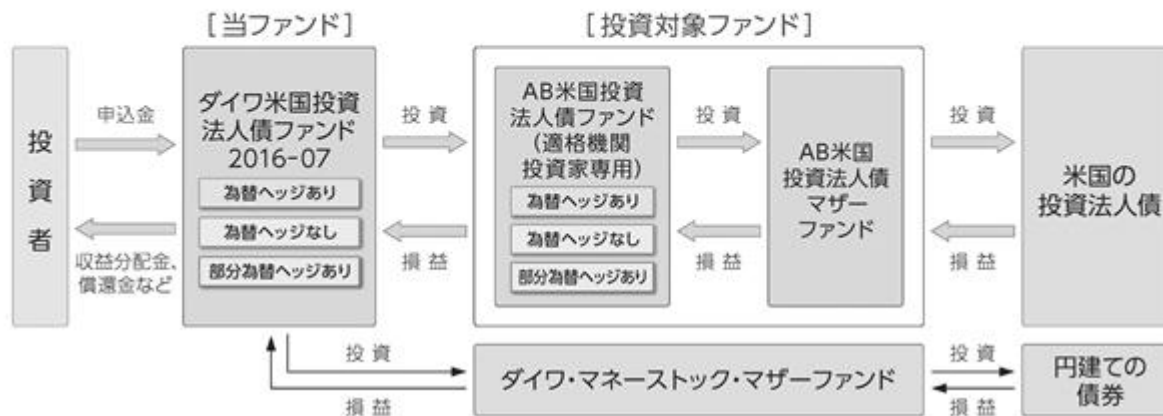 [当ファンド]
[投資対象ファンド]
投資者
申込金
収益分配金、
償還金など
ダイワ米国投資
法人債ファンド
2016-07
為替ヘッジあり
為替ヘッジなし
部分為替ヘッジあり
投資
損益
AB米国投資
法人債ファンド
(適格機関
投資家専用)
為替ヘッジあり
為替ヘッジなし
部分為替ヘッジあり
投資
損益
AB米国
投資法人債
マザー
ファンド
投資
損益
米国の
投資法人債
投資
損益
ダイワ・マネーストック・マザーファンド
投資
損益
円建ての
債券